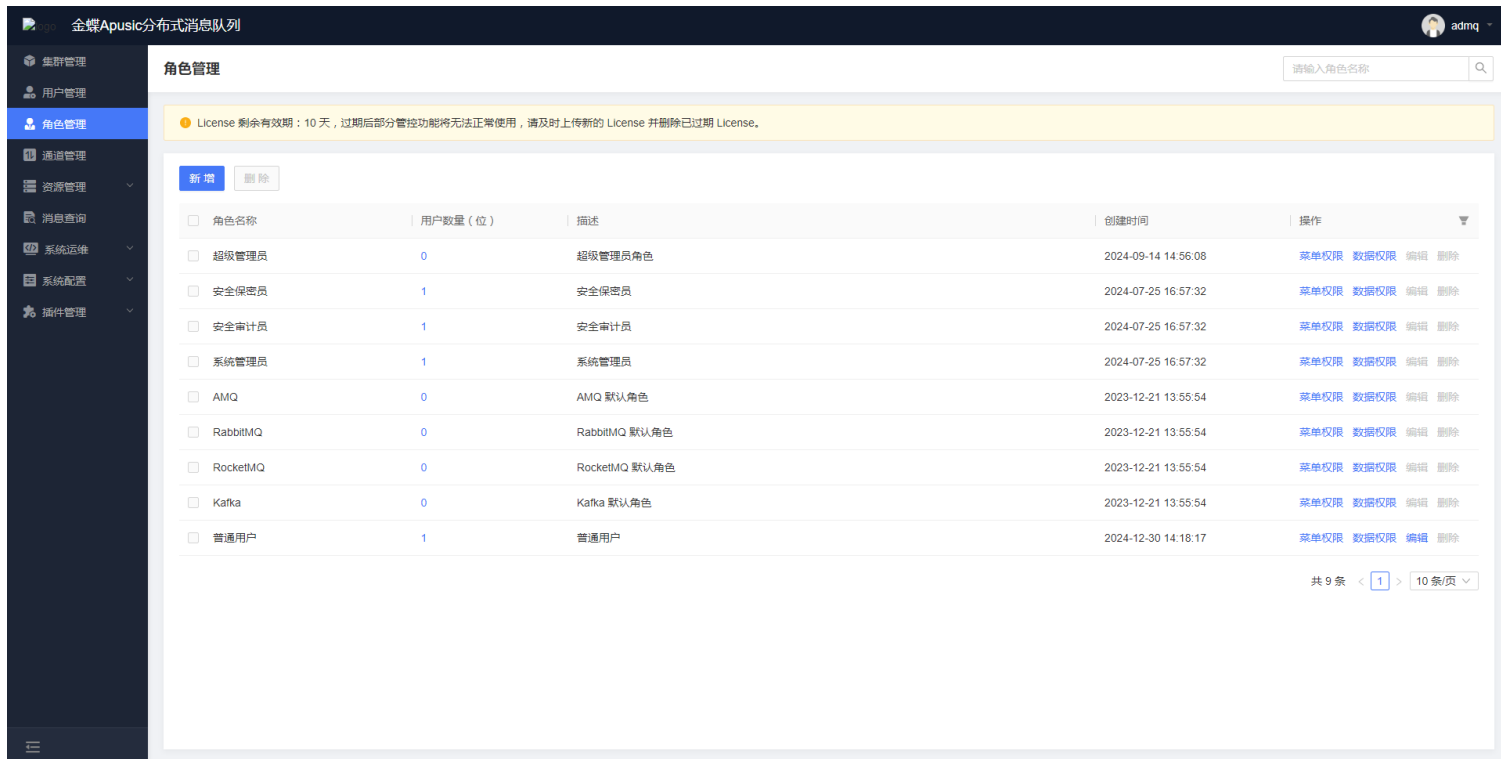 logo 金蝶Apusic分布式消息队列 admq
集群管理
用户管理
角色管理
通道管理
资源管理
消息查询
系统运维
系统配置
插件管理
角色管理 请输入角色名称
License 剩余有效期：10 天，过期后部分管控功能将无法正常使用，请及时上传新的 License 并删除已过期 License。
新 增 删 除
角色名称 用户数量（位） 描述 创建时间 操作
超级管理员 0 超级管理员角色 2024-09-14 14:56:08 菜单权限 数据权限 编辑 删除
安全保密员 1 安全保密员 2024-07-25 16:57:32 菜单权限 数据权限 编辑 删除
安全审计员 1 安全审计员 2024-07-25 16:57:32 菜单权限 数据权限 编辑 删除
系统管理员 1 系统管理员 2024-07-25 16:57:32 菜单权限 数据权限 编辑 删除
AMQ 0 AMQ 默认角色 2023-12-21 13:55:54 菜单权限 数据权限 编辑 删除
RabbitMQ 0 RabbitMQ 默认角色 2023-12-21 13:55:54 菜单权限 数据权限 编辑 删除
RocketMQ 0 RocketMQ 默认角色 2023-12-21 13:55:54 菜单权限 数据权限 编辑 删除
Kafka 0 Kafka 默认角色 2023-12-21 13:55:54 菜单权限 数据权限 编辑 删除
普通用户 1 普通用户 2024-12-30 14:18:17 菜单权限 数据权限 编辑 删除
共 9 条 < 1 > 10 条/页